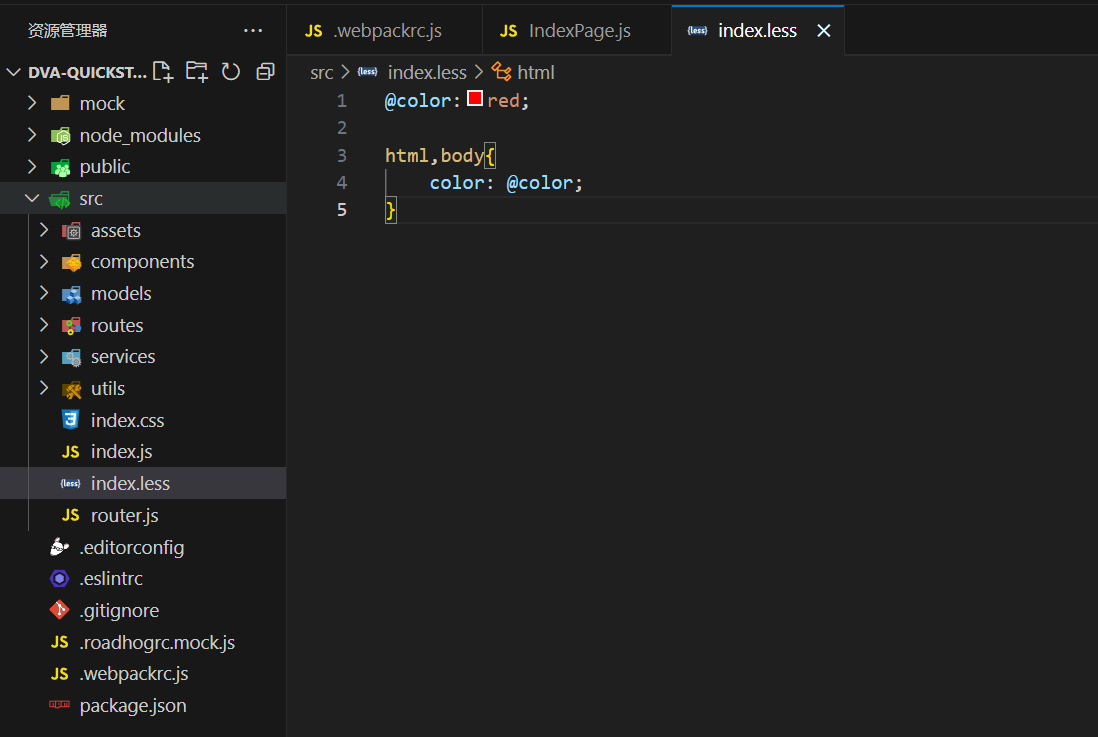 资源管理器 ...
DVA-QUICKST...
mock
node_modules
public
src
assets
components
models
routes
services
utils
index.css
JS index.js
{less} index.less
JS router.js
.editorconfig
.eslintrc
.gitignore
JS .roadhogrc.mock.js
JS .webpackrc.js
package.json
JS .webpackrc.js JS IndexPage.js {less} index.less
src > {less} index.less > html
1 @color: red;
2
3 html,body{
4 color: @color;
5 }